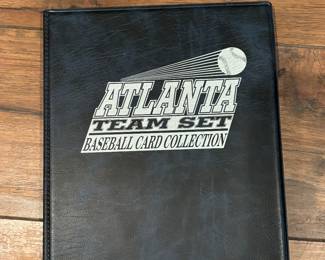 ATLANTA
TEAM SET
BASEBALL CARD COLLECTION